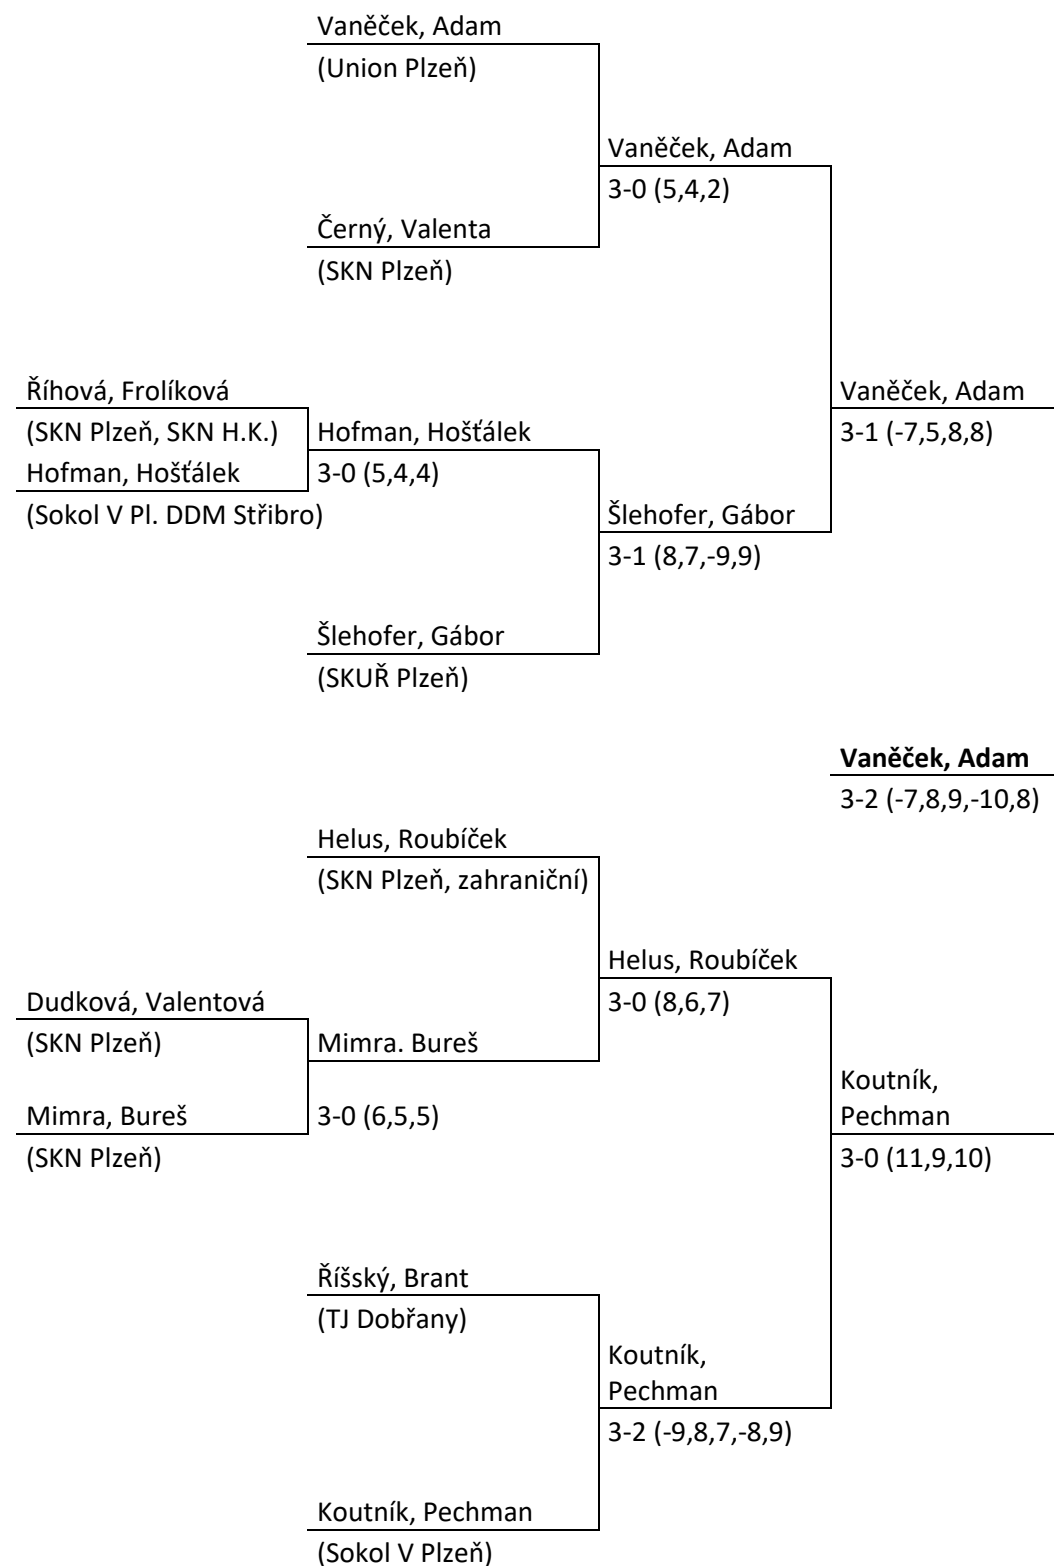 Vaněček, Adam
(Union Plzeň)
Vaněček, Adam
3-0 (5,4,2)
Černý, Valenta
(SKN Plzeň)
Říhová, Frolíková
Vaněček, Adam
(SKN Plzeň, SKN H.K.)
Hofman, Hošťálek
3-1 (-7,5,8,8)
Hofman, Hošťálek
3-0 (5,4,4)
(Sokol V Pl. DDM Stříbro)
Šlehofer, Gábor
3-1 (8,7,-9,9)
Šlehofer, Gábor
(SKUŘ Plzeň)
Vaněček, Adam
3-2 (-7,8,9,-10,8)
Helus, Roubíček
(SKN Plzeň, zahraniční)
Helus, Roubíček
Dudková, Valentová
3-0 (8,6,7)
(SKN Plzeň)
Mimra. Bureš
Koutník,
Pechman
Mimra, Bureš
3-0 (6,5,5)
(SKN Plzeň)
3-0 (11,9,10)
Říšský, Brant
(TJ Dobřany)
Koutník,
Pechman
3-2 (-9,8,7,-8,9)
Koutník, Pechman
(Sokol V Plzeň)